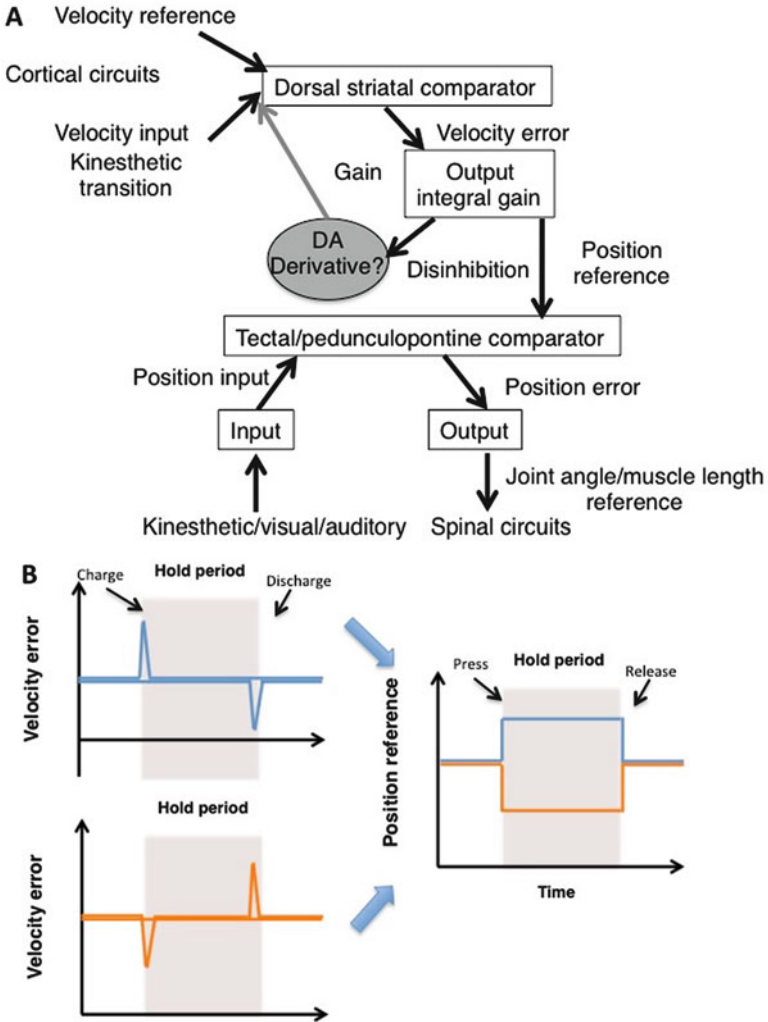 A
Velocity reference
Cortical circuits
Dorsal striatal comparator
Velocity input
Kinesthetic
transition
Velocity error
Gain
Output
integral gain
DA
Derivative?
Disinhibition
Position
reference
Tectal/pedunculopontine comparator
Position input
Position error
Input
Output
Joint angle/muscle length
reference
Kinesthetic/visual/auditory
Spinal circuits
B
Charge
Hold period
Discharge
Velocity error
Hold period
Velocity error
Press
Hold period
Release
Position reference
Time